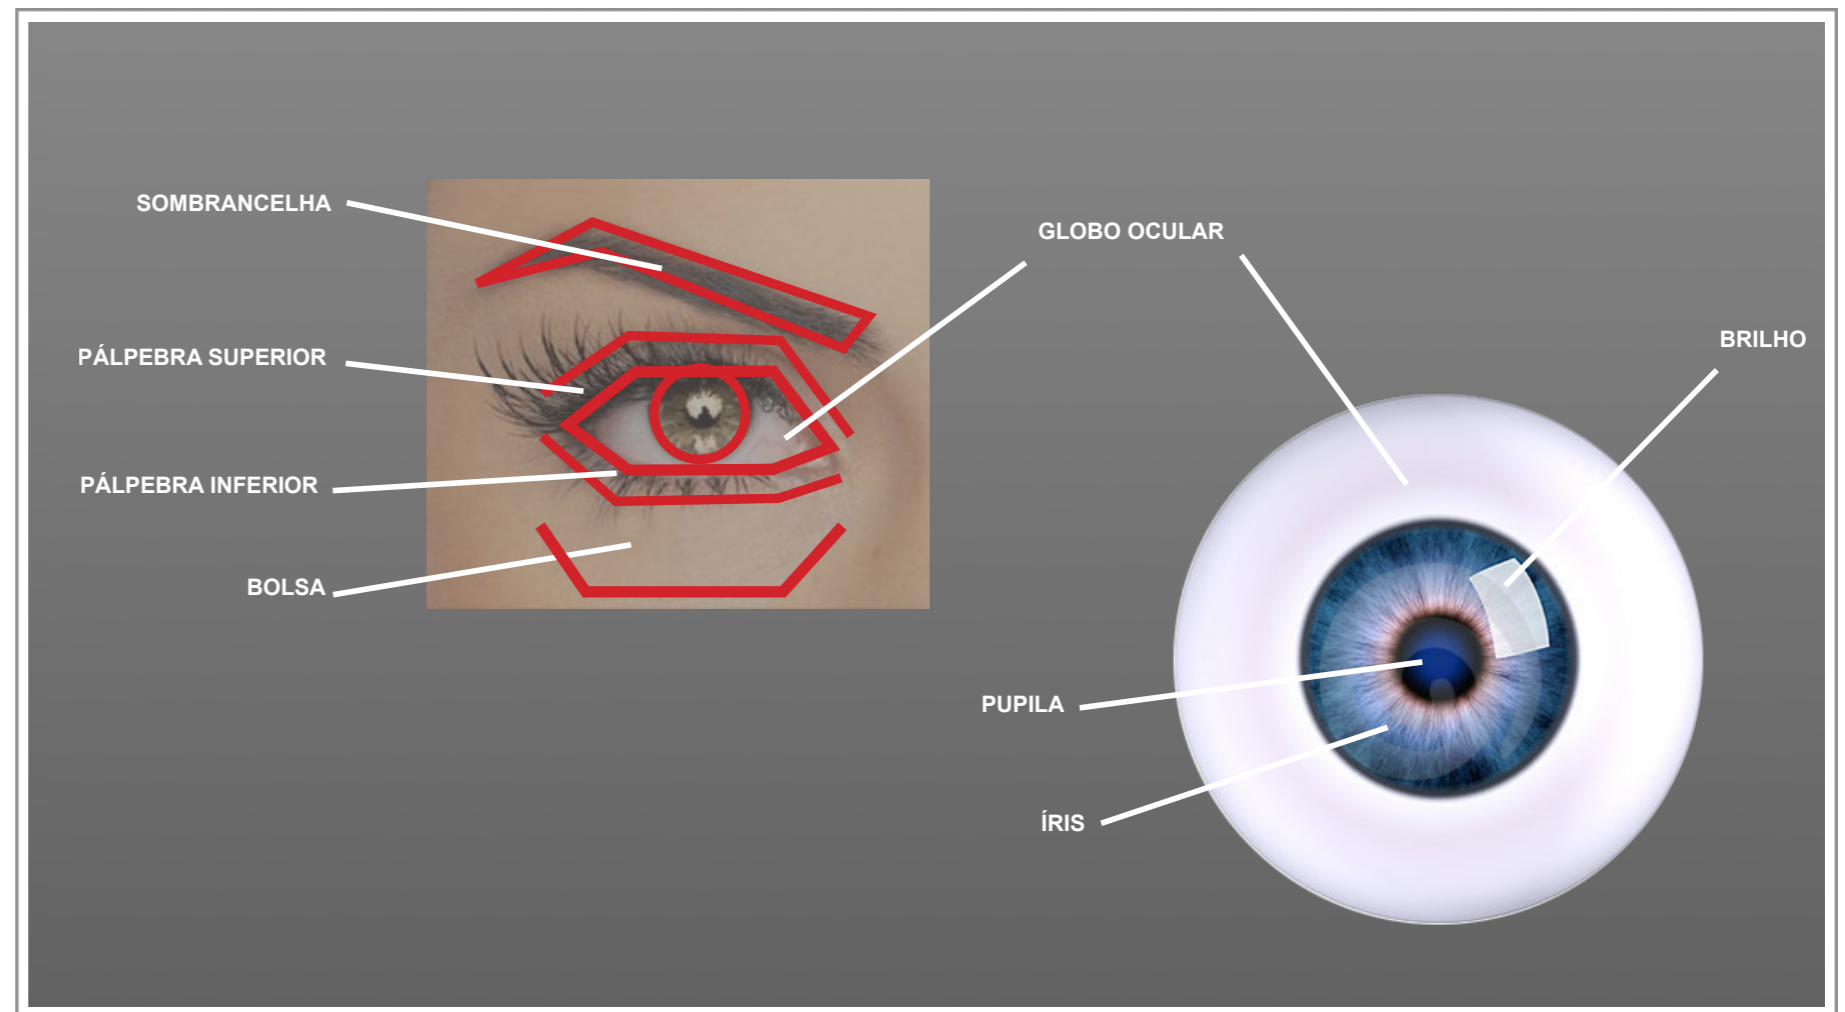 SOMBRANCELHA
GLOBO OCULAR
BRILHO
PÁLPEBRA SUPERIOR
PÁLPEBRA INFERIOR
BOLSA
PUPILA
ÍRIS